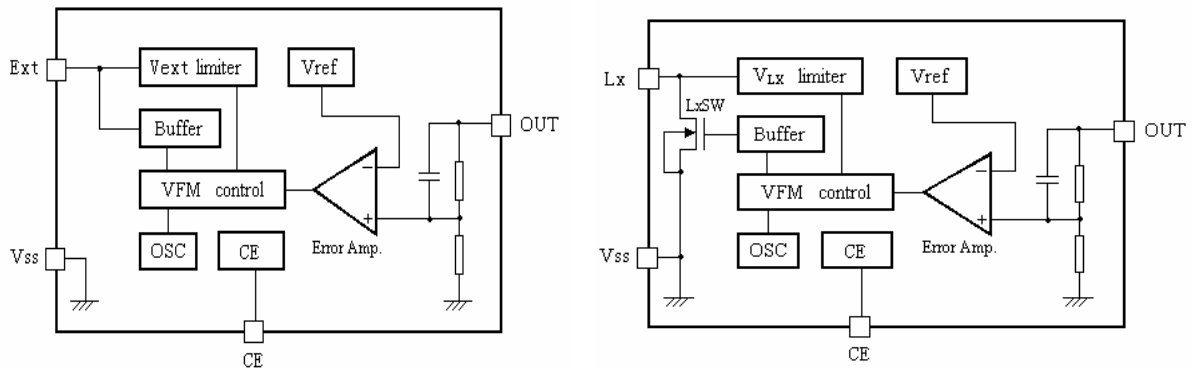 Ext
Vext limiter
Vref
Buffer
OUT
−
VFM control
+
Vss
OSC
CE
Error Amp.
CE
Lx
VLX limiter
Vref
LxSW
Buffer
OUT
−
VFM control
+
Vss
OSC
CE
Error Amp.
CE